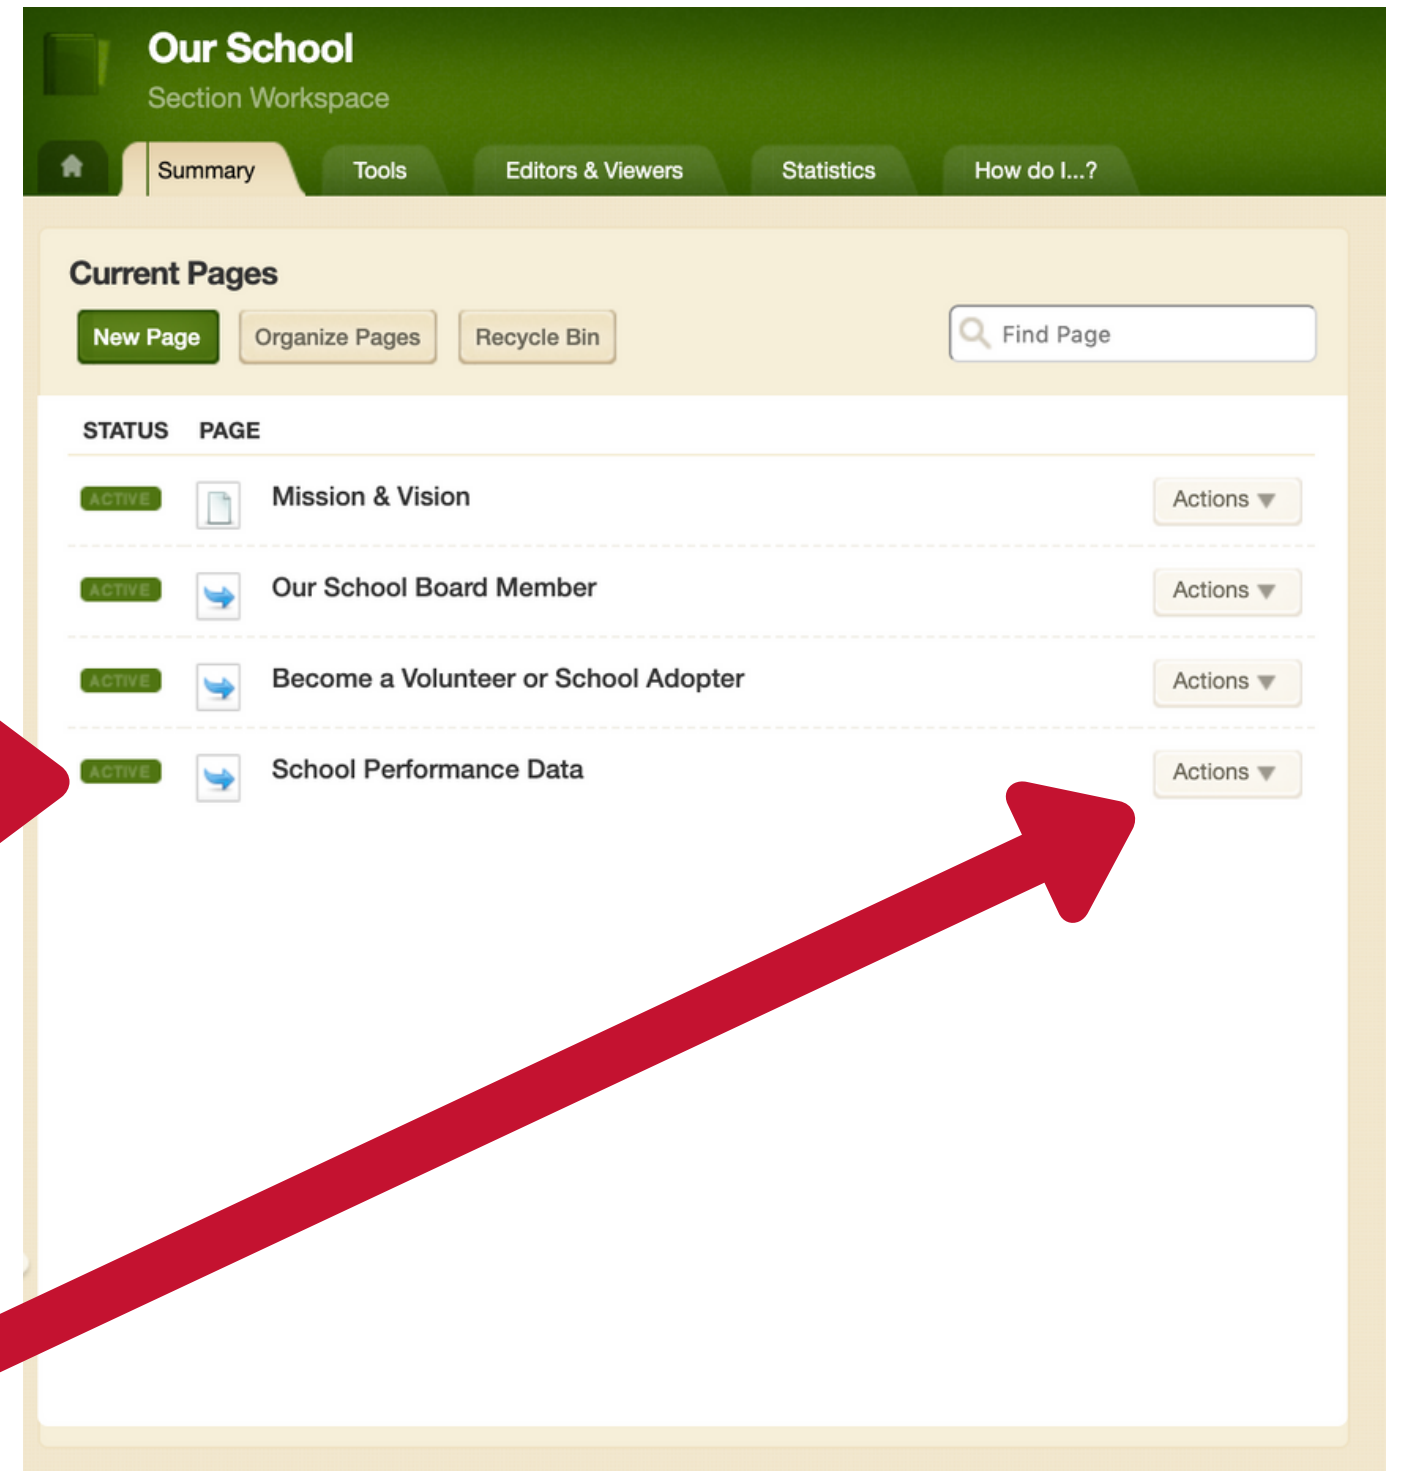 Our School
Section Workspace
Summary Tools Editors & Viewers Statistics How do I...?
Current Pages
New Page Organize Pages Recycle Bin Find Page
STATUS PAGE
ACTIVE Mission & Vision Actions
ACTIVE Our School Board Member Actions
ACTIVE Become a Volunteer or School Adopter Actions
ACTIVE School Performance Data Actions